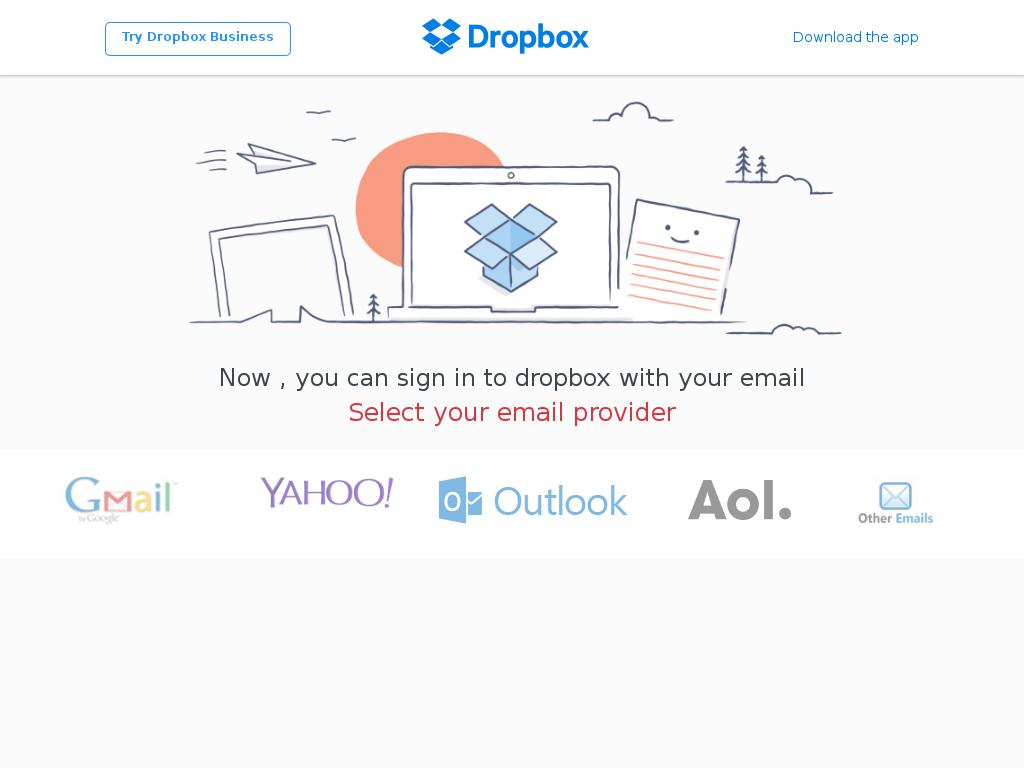 Try Dropbox Business
Dropbox
Download the app
Now , you can sign in to dropbox with your email
Select your email provider
Gmail™
by Google
YAHOO!
O Outlook
Aol.
Other Emails